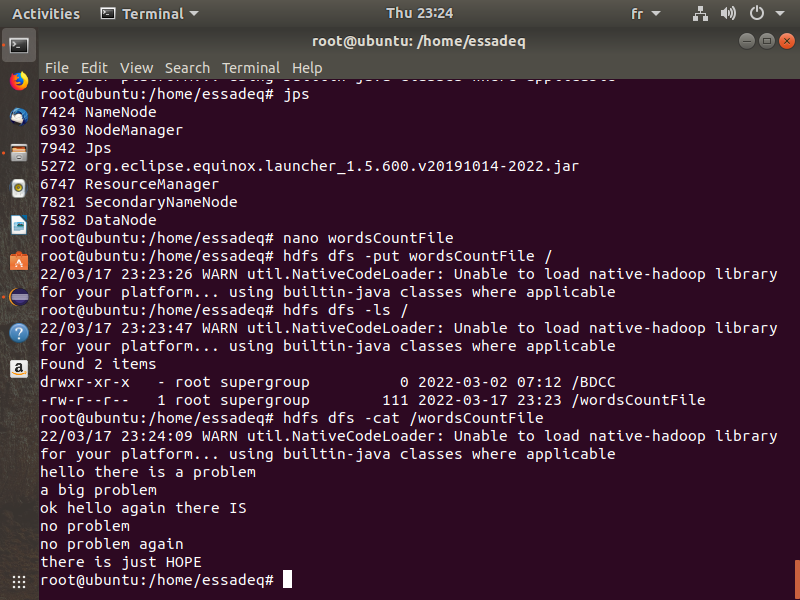 Activities Terminal Thu 23:24 fr
root@ubuntu: /home/essadeq
File Edit View Search Terminal Help
for your platform... using builtin-java classes where applicable
root@ubuntu:/home/essadeq# jps
7424 NameNode
6930 NodeManager
7942 Jps
5272 org.eclipse.equinox.launcher_1.5.600.v20191014-2022.jar
6747 ResourceManager
7821 SecondaryNameNode
7582 DataNode
root@ubuntu:/home/essadeq# nano wordsCountFile
root@ubuntu:/home/essadeq# hdfs dfs -put wordsCountFile /
22/03/17 23:23:26 WARN util.NativeCodeLoader: Unable to load native-hadoop library
for your platform... using builtin-java classes where applicable
root@ubuntu:/home/essadeq# hdfs dfs -ls /
22/03/17 23:23:47 WARN util.NativeCodeLoader: Unable to load native-hadoop library
for your platform... using builtin-java classes where applicable
Found 2 items
drwxr-xr-x   - root supergroup          0 2022-03-02 07:12 /BDCC
-rw-r--r--   1 root supergroup        111 2022-03-17 23:23 /wordsCountFile
root@ubuntu:/home/essadeq# hdfs dfs -cat /wordsCountFile
22/03/17 23:24:09 WARN util.NativeCodeLoader: Unable to load native-hadoop library
for your platform... using builtin-java classes where applicable
hello there is a problem
a big problem
ok hello again there IS
no problem
no problem again
there is just HOPE
root@ubuntu:/home/essadeq#